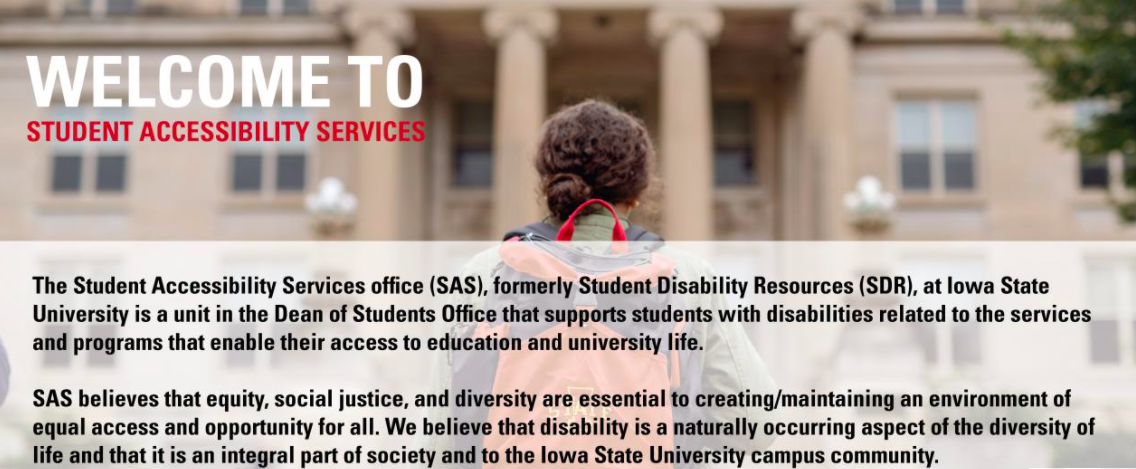 WELCOME TO
STUDENT ACCESSIBILITY SERVICES
The Student Accessibility Services office (SAS), formerly Student Disability Resources (SDR), at Iowa State
University is a unit in the Dean of Students Office that supports students with disabilities related to the services
and programs that enable their access to education and university life.
SAS believes that equity, social justice, and diversity are essential to creating/maintaining an environment of
equal access and opportunity for all. We believe that disability is a naturally occurring aspect of the diversity of
life and that it is an integral part of society and to the Iowa State University campus community.